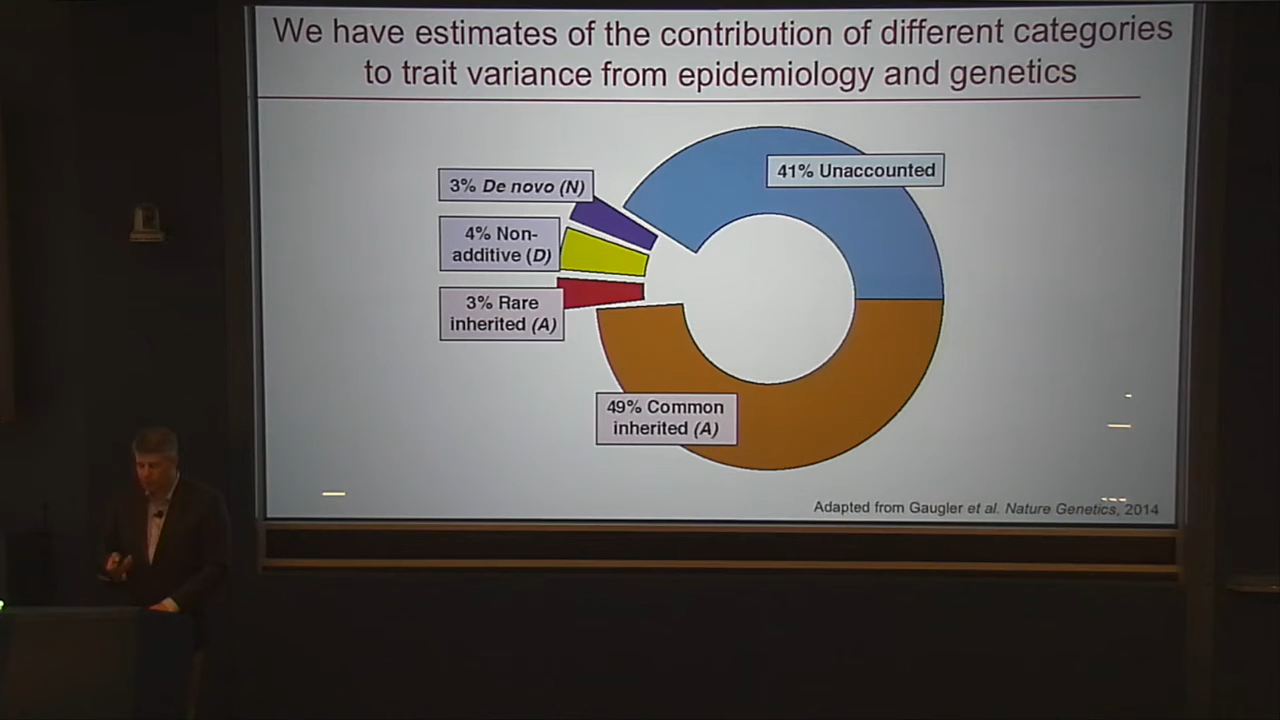 We have estimates of the contribution of different categories
to trait variance from epidemiology and genetics
41% Unaccounted
3% De novo (N)
4% Non-
additive (D)
3% Rare
inherited (A)
49% Common
inherited (A)
Adapted from Gaugler et al. Nature Genetics, 2014